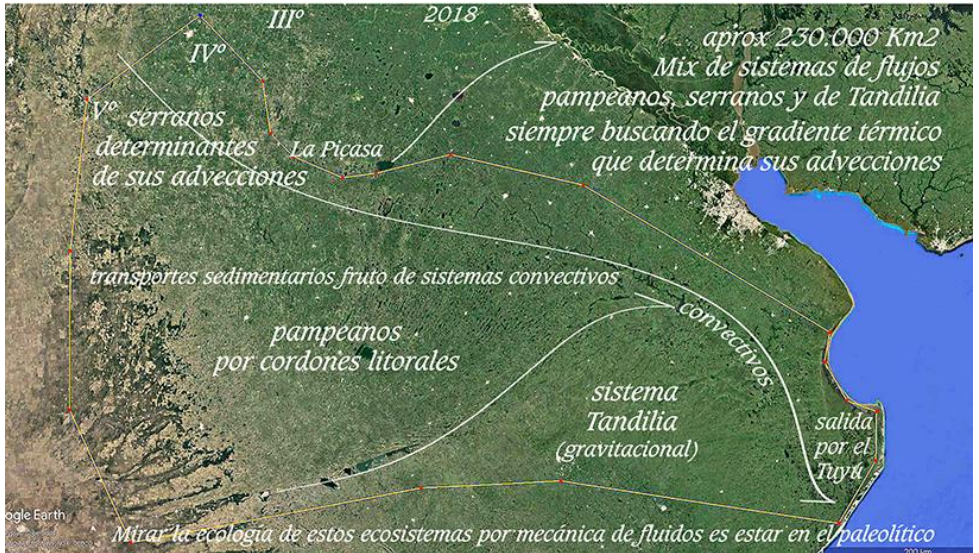 2018
IIIº
IVº
Vº
aprox 230.000 Km2
Mix de sistemas de flujos
pampeanos, serranos y de Tandilia
siempre buscando el gradiente térmico
que determina sus advecciones
serranos
determinantes
de sus advecciones
La Picasa
transportes sedimentarios fruto de sistemas convectivos
convectivos
pampeanos
por cordones litorales
sistema
Tandilia
(gravitacional)
salida
por el
Tuyú
ogle Earth
Mirar la ecología de estos ecosistemas por mecánica de fluidos es estar en el paleolítico
200 km